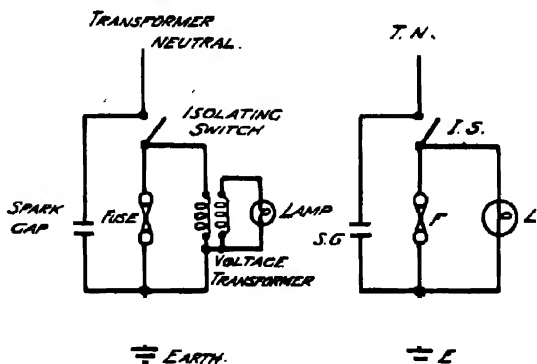 TRANSFORMER
NEUTRAL.
ISOLATING
SWITCH
SPARK
GAP
FUSE
LAMP
VOLTAGE
TRANSFORMER
EARTH.
T. N.
I. S.
S.G
F
L
E